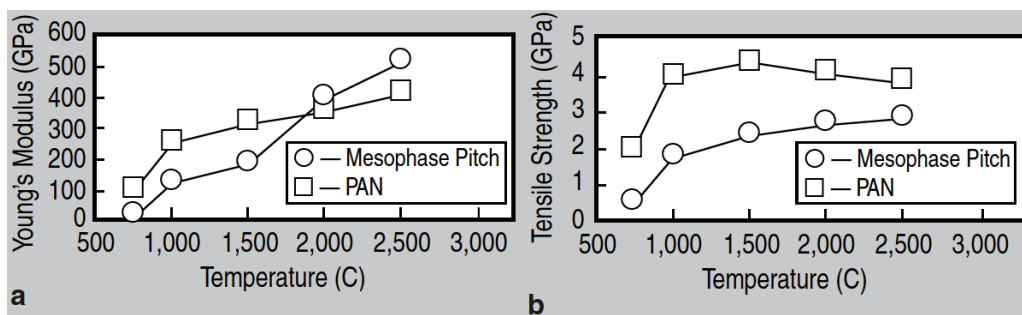 Young's Modulus (GPa)
600
500
400
300
200
100
0
500 1,000 1,500 2,000 2,500 3,000
Temperature (C)
○ — Mesophase Pitch
□ — PAN
a
Tensile Strength (GPa)
5
4
3
2
1
0
500 1,000 1,500 2,000 2,500 3,000
Temperature (C)
○ — Mesophase Pitch
□ — PAN
b